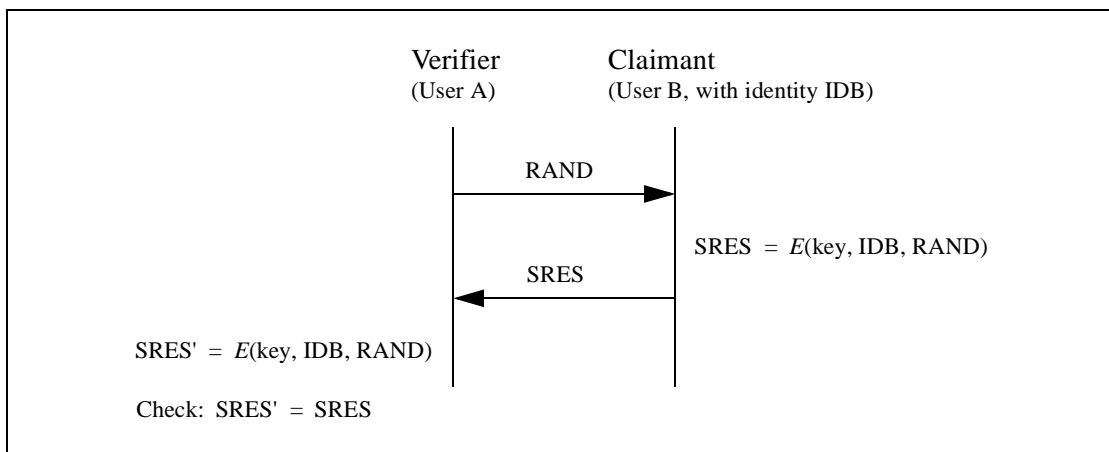 Verifier
(User A)
Claimant
(User B, with identity IDB)
RAND
SRES = E(key, IDB, RAND)
SRES
SRES' = E(key, IDB, RAND)
Check: SRES' = SRES